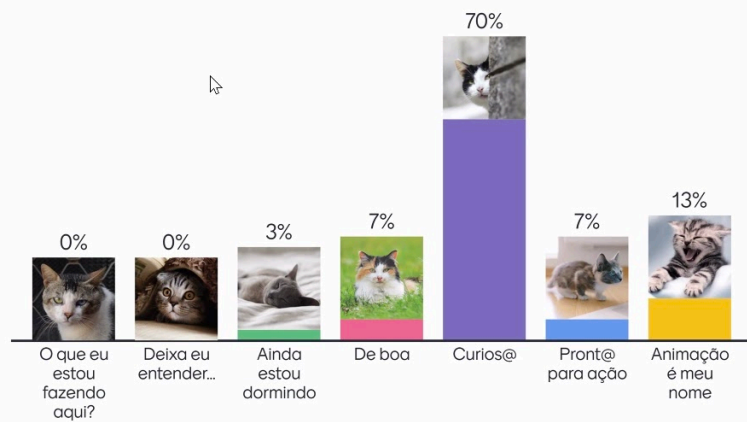 70%
13%
0%
0%
3%
7%
7%
O que eu
estou
fazendo
aqui?
Deixa eu
entender...
Ainda
estou
dormindo
De boa
Curios@
Pront@
para ação
Animação
é meu
nome